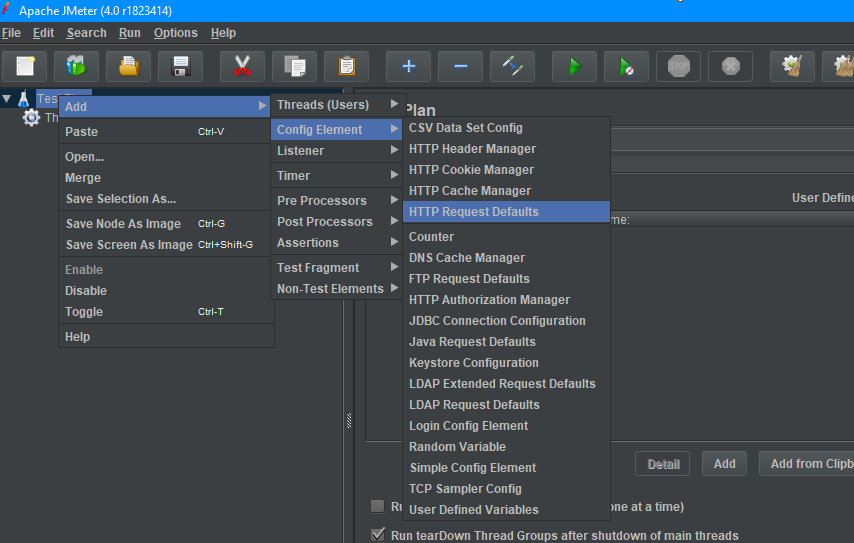 Apache JMeter (4.0 r1823414)
File Edit Search Run Options Help
STOP
Add
Paste Ctrl-V
Open...
Merge
Save Selection As...
Save Node As Image Ctrl-G
Save Screen As Image Ctrl+Shift-G
Enable
Disable
Toggle Ctrl-T
Help
Threads (Users)
Config Element
Listener
Timer
Pre Processors
Post Processors
Assertions
Test Fragment
Non-Test Elements
CSV Data Set Config
HTTP Header Manager
HTTP Cookie Manager
HTTP Cache Manager
HTTP Request Defaults
Counter
DNS Cache Manager
FTP Request Defaults
HTTP Authorization Manager
JDBC Connection Configuration
Java Request Defaults
Keystore Configuration
LDAP Extended Request Defaults
LDAP Request Defaults
Login Config Element
Random Variable
Simple Config Element
TCP Sampler Config
User Defined Variables
Plan
User Define
me:
Detail Add Add from Clipb
Ru
one at a time)
Run tearDown Thread Groups after shutdown of main threads